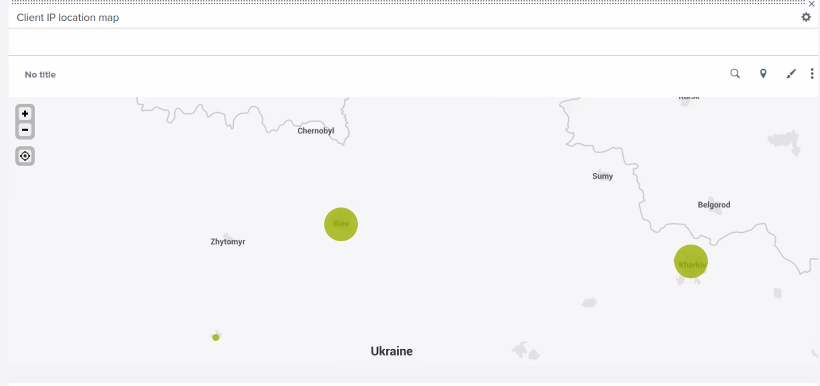 Client IP location map
No title
Kursk
Chernobyl
Sumy
Belgorod
Kiev
Zhytomyr
Kharkiv
Ukraine